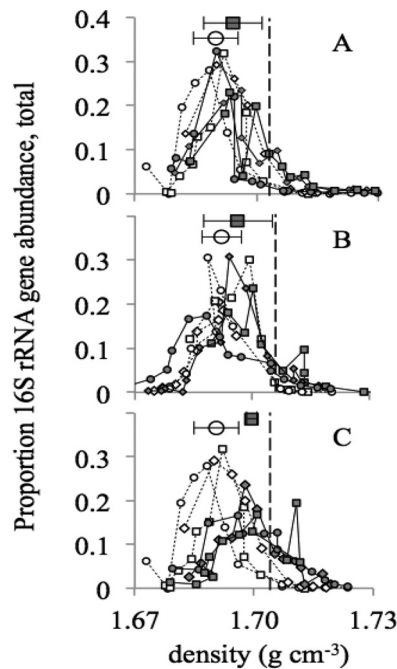 Proportion 16S rRNA gene abundance, total
0.4
0.3
0.2
0.1
0
A
0.3
0.2
0.1
0
B
0.3
0.2
0.1
0
C
1.67 1.70 1.73
density (g cm⁻³)